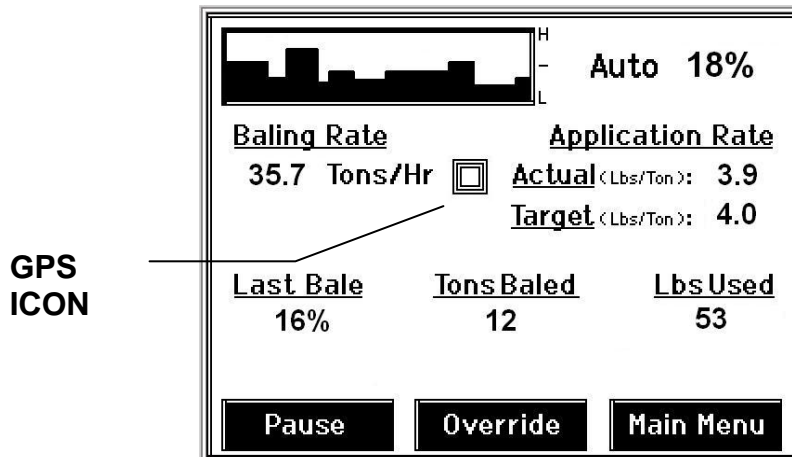 H
-
L
Auto 18%
Baling Rate
35.7 Tons/Hr
Application Rate
Actual (Lbs/Ton): 3.9
Target (Lbs/Ton): 4.0
GPS
ICON
Last Bale
16%
Tons Baled
12
Lbs Used
53
Pause
Override
Main Menu